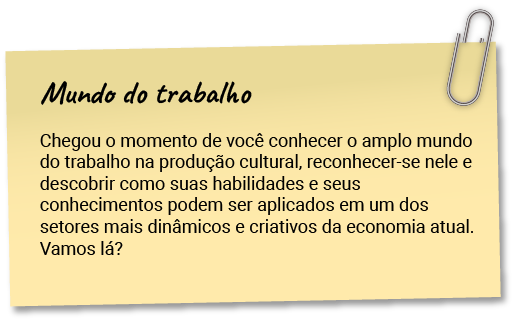 Mundo do trabalho
Chegou o momento de você conhecer o amplo mundo
do trabalho na produção cultural, reconhecer-se nele e
descobrir como suas habilidades e seus
conhecimentos podem ser aplicados em um dos
setores mais dinâmicos e criativos da economia atual.
Vamos lá?